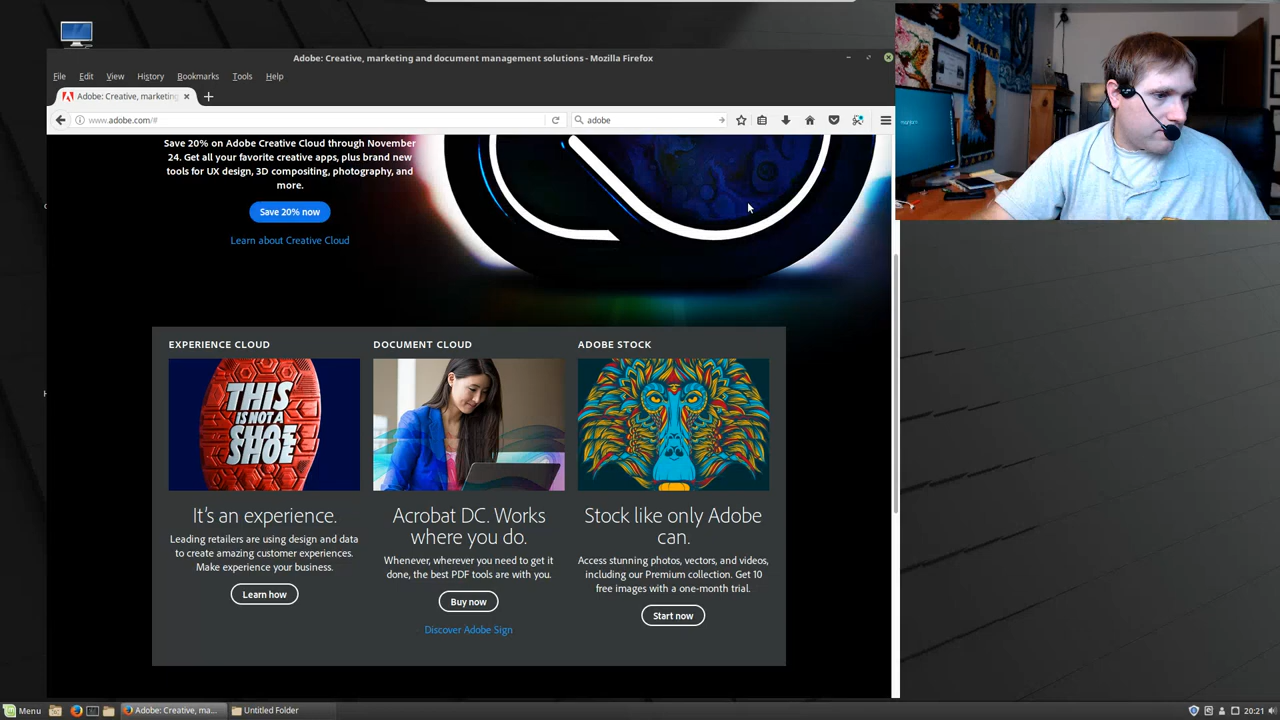 Adobe: Creative, marketing and document management solutions - Mozilla Firefox
File Edit View History Bookmarks Tools Help
Adobe: Creative, marketing
www.adobe.com/#
adobe
Save 20% on Adobe Creative Cloud through November
24. Get all your favorite creative apps, plus brand new
tools for UX design, 3D compositing, photography, and
more.
Save 20% now
Learn about Creative Cloud
EXPERIENCE CLOUD
THIS
IS NOT A
SHOE
It's an experience.
Leading retailers are using design and data
to create amazing customer experiences.
Make experience your business.
Learn how
DOCUMENT CLOUD
Acrobat DC. Works
where you do.
Whenever, wherever you need to get it
done, the best PDF tools are with you.
Buy now
Discover Adobe Sign
ADOBE STOCK
Stock like only Adobe
can.
Access stunning photos, vectors, and videos,
including our Premium collection. Get 10
free images with a one-month trial.
Start now
Menu
Adobe: Creative, ma...
Untitled Folder
20:21